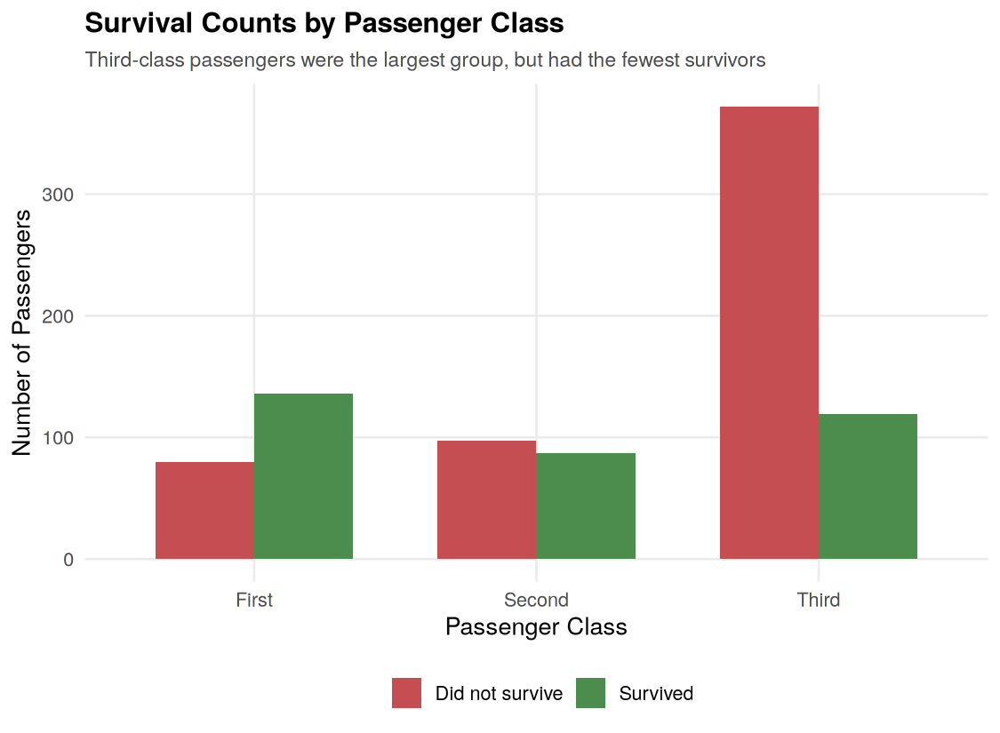 Survival Counts by Passenger Class
Third-class passengers were the largest group, but had the fewest survivors
Number of Passengers
300
200
100
0
First Second Third
Passenger Class
Did not survive Survived